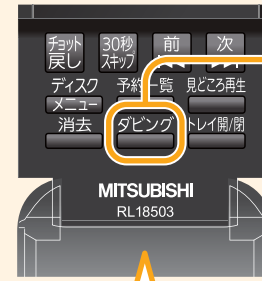 チョット戻し 30秒スキップ 前 次
ディスク 予約一覧 見どころ再生
メニュー
消去 ダビング トレイ開/閉
MITSUBISHI
RL18503